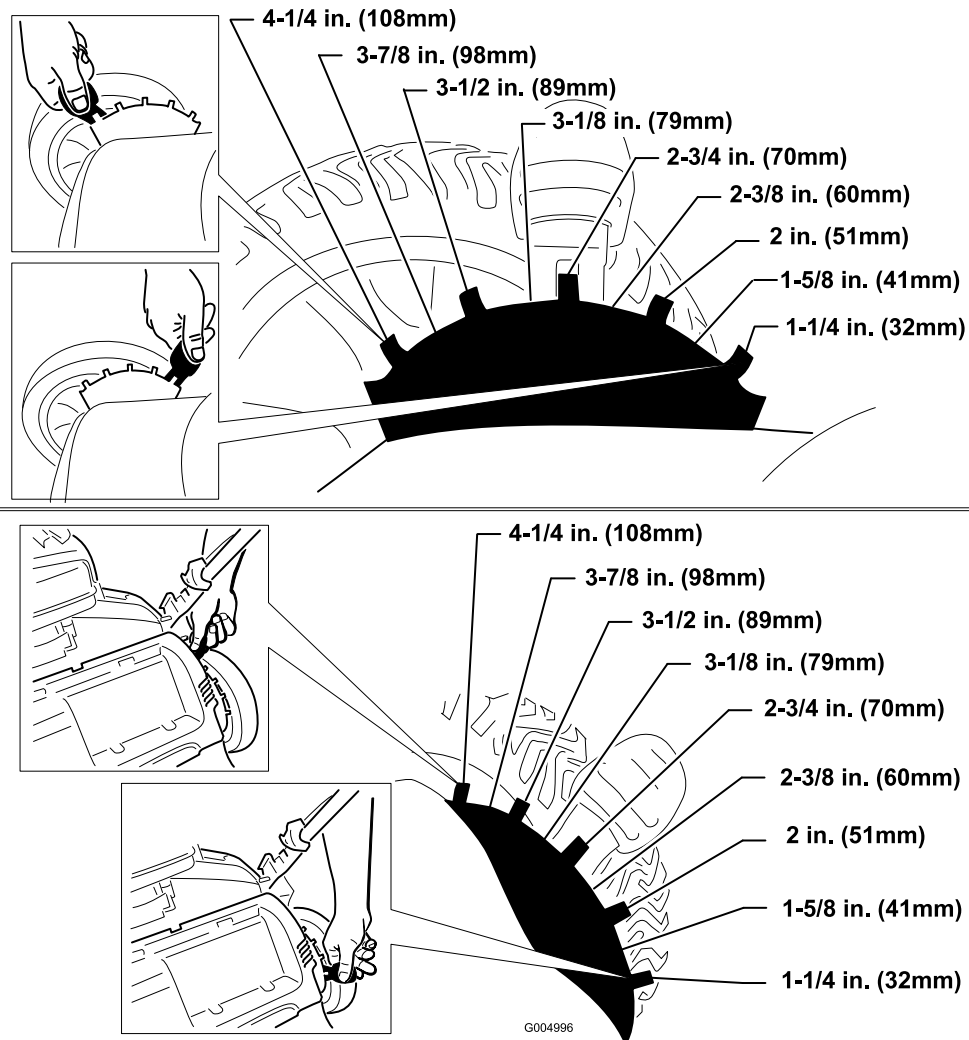 4-1/4 in. (108mm)
3-7/8 in. (98mm)
3-1/2 in. (89mm)
3-1/8 in. (79mm)
2-3/4 in. (70mm)
2-3/8 in. (60mm)
2 in. (51mm)
1-5/8 in. (41mm)
1-1/4 in. (32mm)
4-1/4 in. (108mm)
3-7/8 in. (98mm)
3-1/2 in. (89mm)
3-1/8 in. (79mm)
2-3/4 in. (70mm)
2-3/8 in. (60mm)
2 in. (51mm)
1-5/8 in. (41mm)
1-1/4 in. (32mm)
G004996